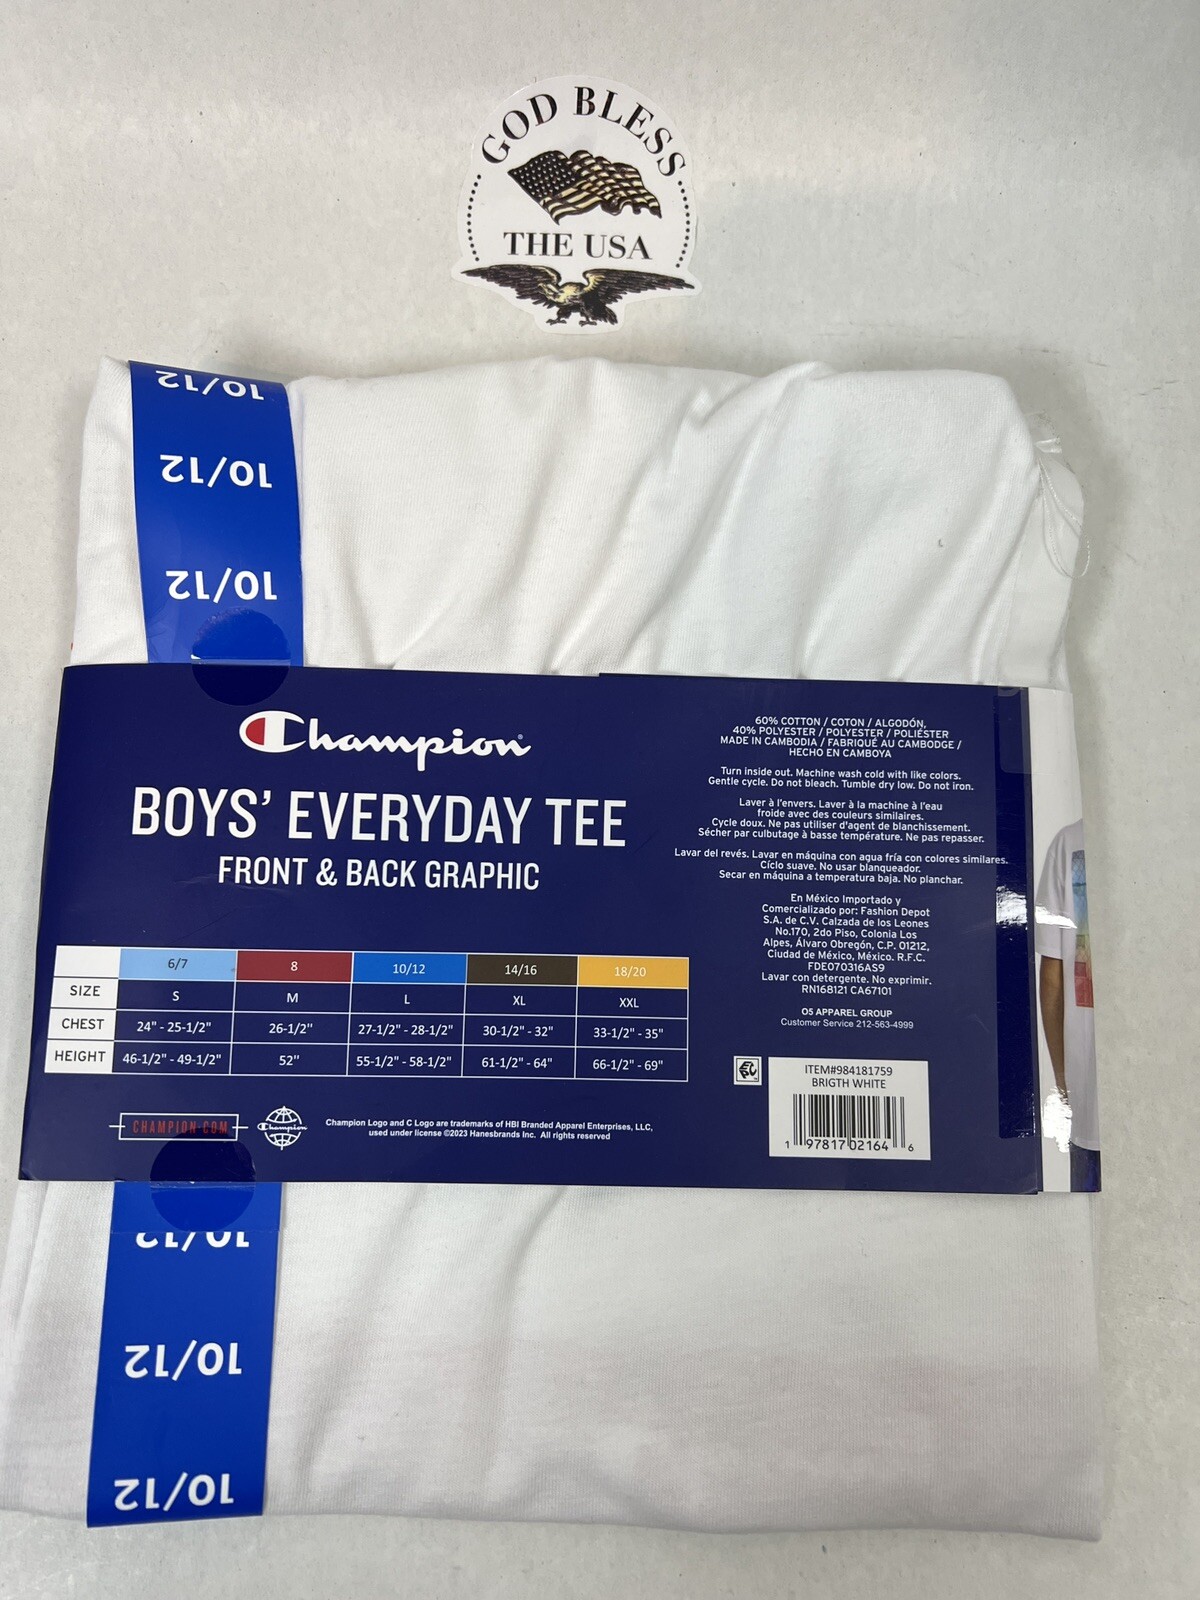 GOD BLESS
THE USA
10/12
10/12
10/12
Champion
BOYS' EVERYDAY TEE
FRONT & BACK GRAPHIC
6/7 8 10/12 14/16 18/20
SIZE S M L XL XXL
CHEST 24" - 25-1/2" 26-1/2" 27-1/2" - 28-1/2" 30-1/2" - 32" 33-1/2" - 35"
HEIGHT 46-1/2" - 49-1/2" 52" 55-1/2" - 58-1/2" 61-1/2" - 64" 66-1/2" - 69"
CHAMPION.COM
Champion
Champion Logo and C Logo are trademarks of HBI Branded Apparel Enterprises, LLC,
used under license ©2023 Hanesbrands Inc. All rights reserved
60% COTTON / COTON / ALGODÓN,
40% POLYESTER / POLYESTER / POLIÉSTER
MADE IN CAMBODIA / FABRIQUÉ AU CAMBODGE /
HECHO EN CAMBOYA
Turn inside out. Machine wash cold with like colors.
Gentle cycle. Do not bleach. Tumble dry low. Do not iron.
Laver à l'envers. Laver à la machine à l'eau
froide avec des couleurs similaires.
Cycle doux. Ne pas utiliser d'agent de blanchissement.
Sécher par culbutage à basse température. Ne pas repasser.
Lavar del revés. Lavar en máquina con agua fría con colores similares.
Cíclo suave. No usar blanqueador.
Secar en máquina a temperatura baja. No planchar.
En México Importado y
Comercializado por: Fashion Depot
S.A. de C.V. Calzada de los Leones
No.170, 2do Piso, Colonia Los
Alpes, Álvaro Obregón, C.P. 01212,
Ciudad de México, México. R.F.C.
FDE070316AS9
Lavar con detergente. No exprimir.
RN168121 CA67101
O5 APPAREL GROUP
Customer Service 212-563-4999
ITEM#984181759
BRIGTH WHITE
1 97817 02164 6
10/12
10/12
10/12